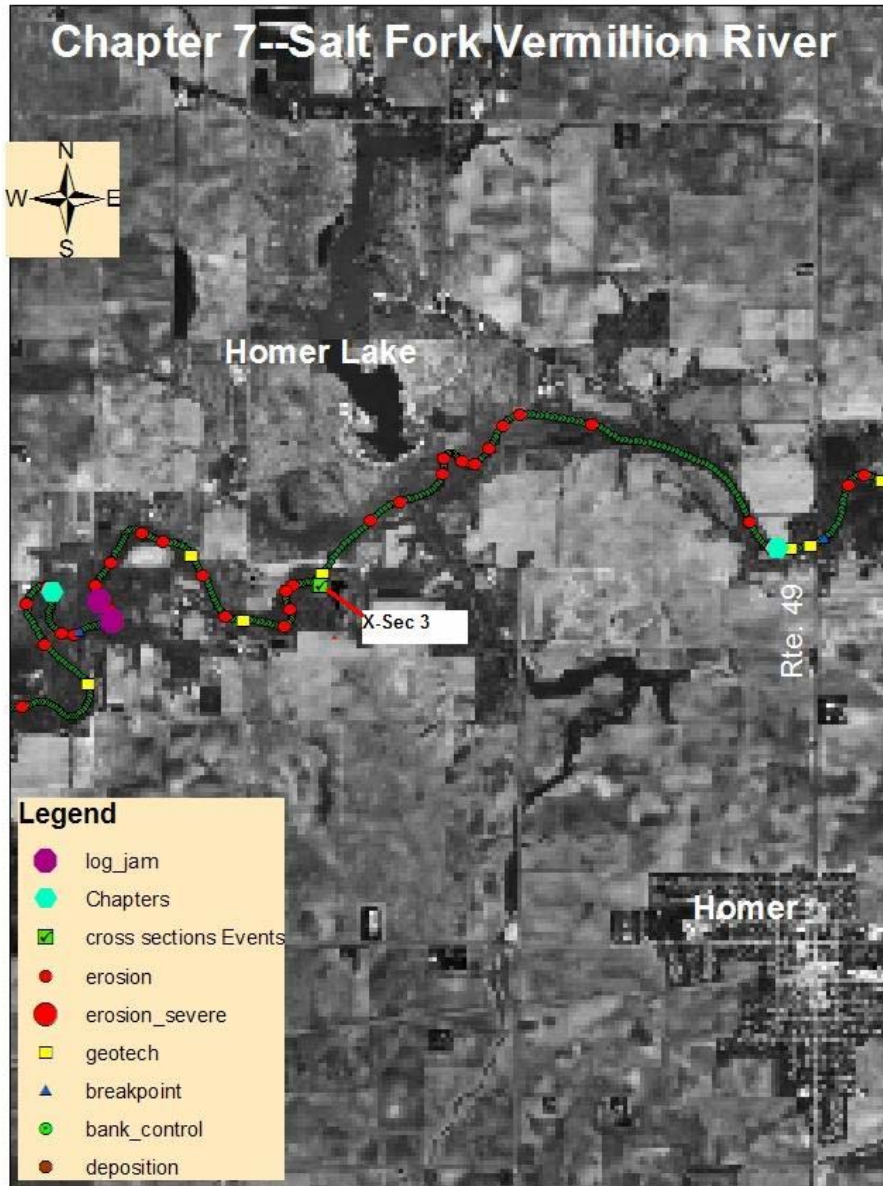 Chapter 7--Salt Fork Vermillion River
N
W E
S
Homer Lake
X-Sec 3
Rte. 49
Legend
log_jam
Chapters
cross sections Events
erosion
erosion_severe
geotech
breakpoint
bank_control
deposition
Homer